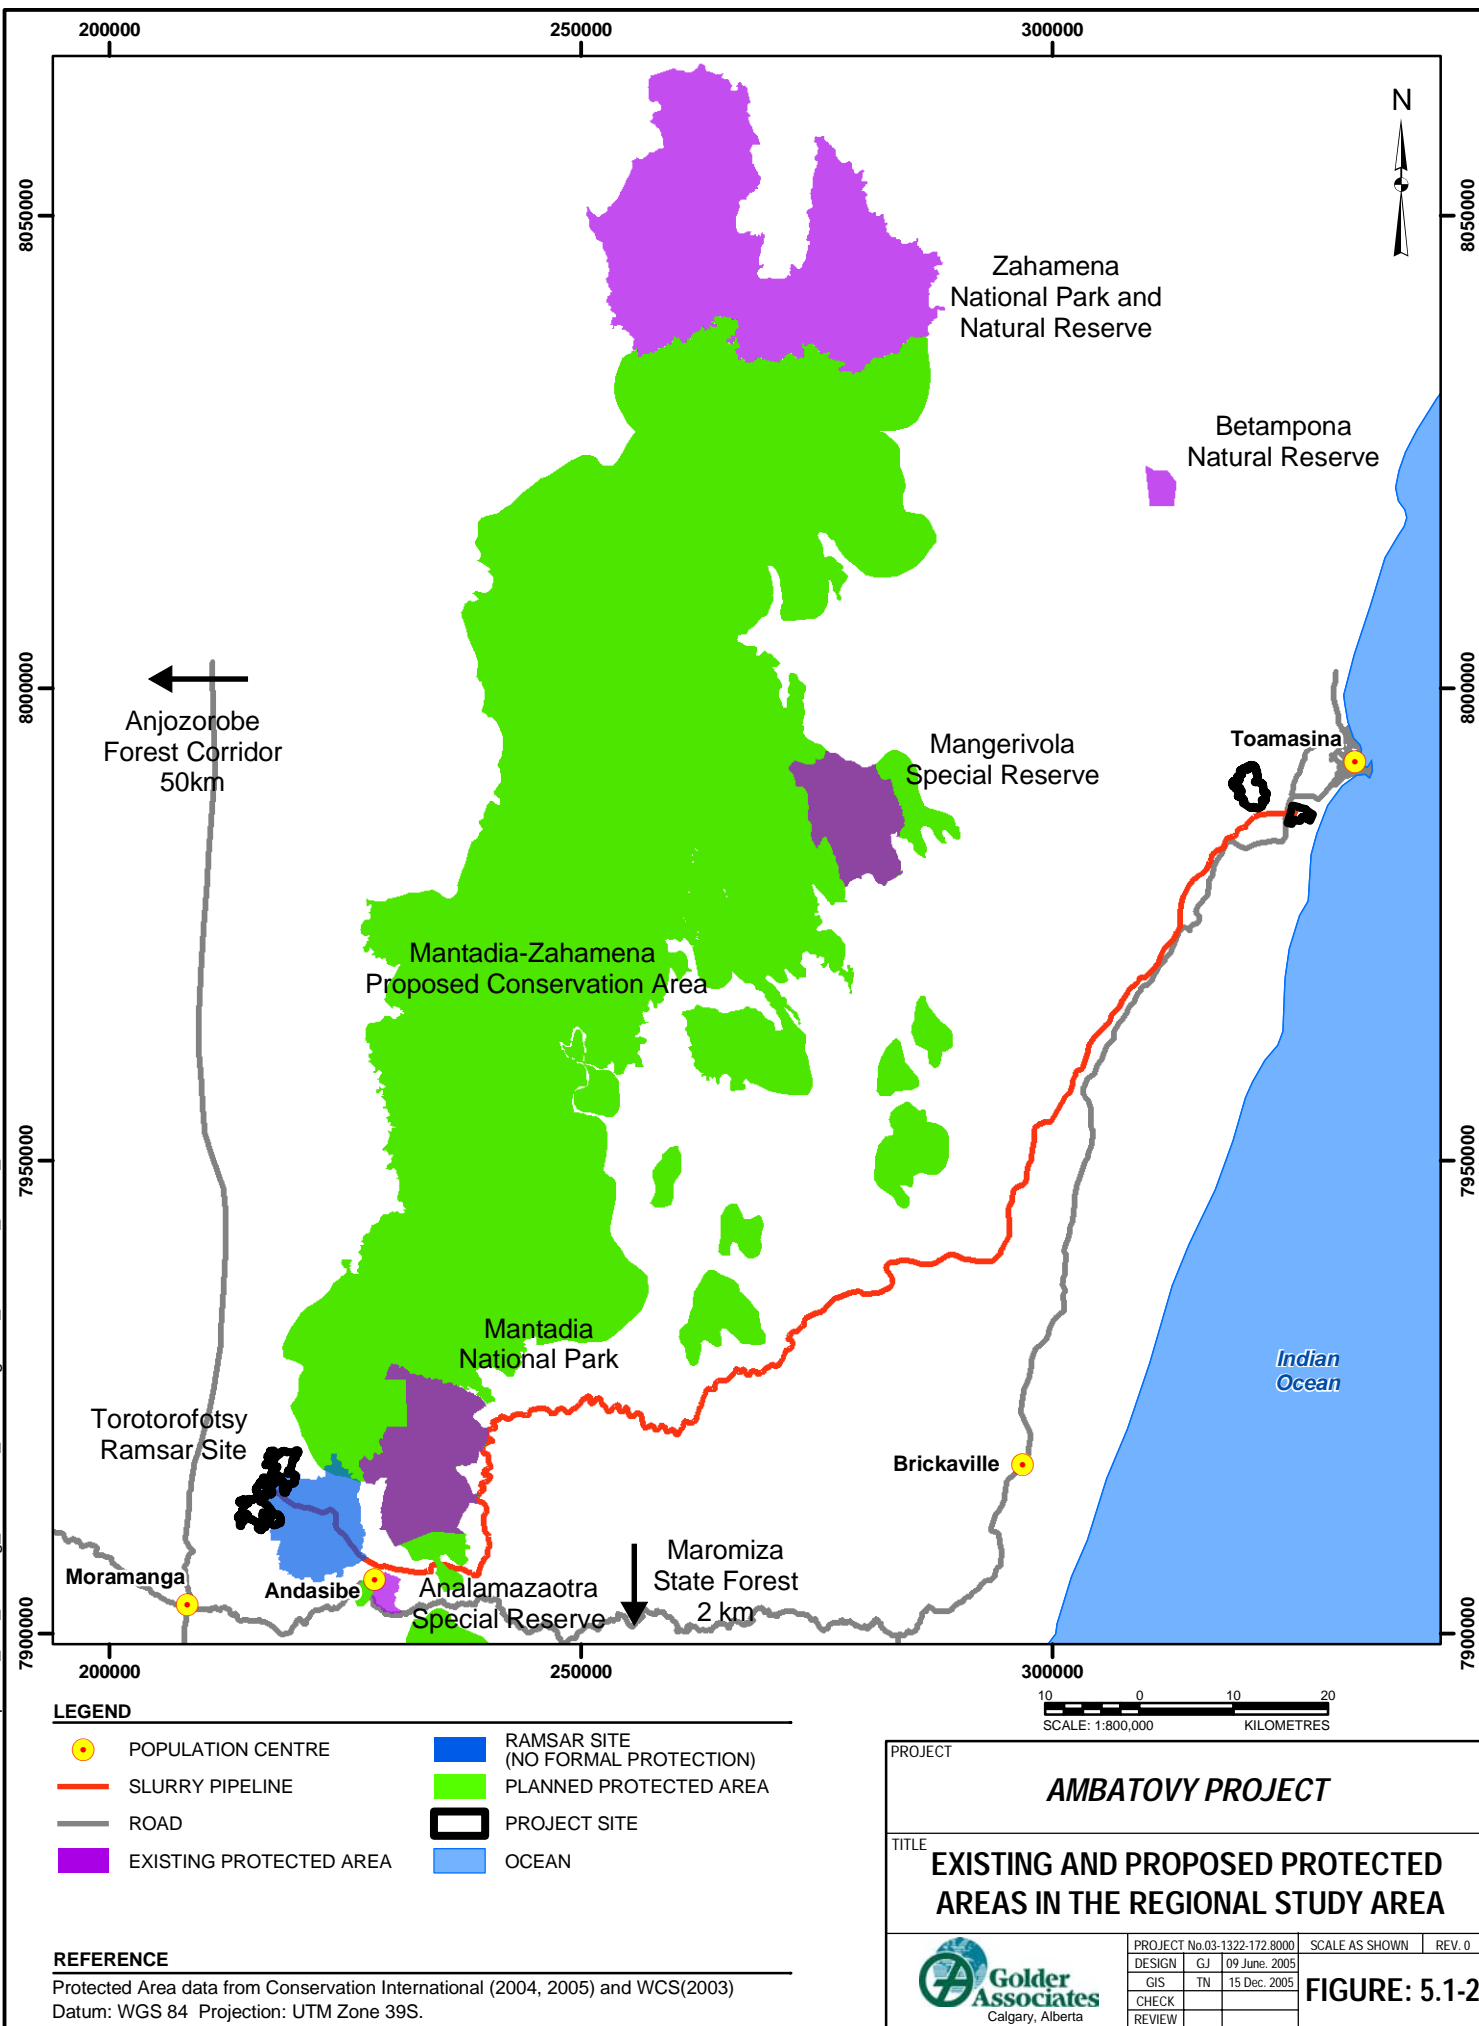 200000
250000
300000
N
8050000
8050000
Zahamena
National Park and
Natural Reserve
Betampona
Natural Reserve
8000000
8000000
Anjozorobe
Forest Corridor
50km
Mangerivola
Special Reserve
Toamasina
Mantadia-Zahamena
Proposed Conservation Area
7950000
7950000
Mantadia
National Park
Indian
Ocean
Torotorofotsy
Ramsar Site
Brickaville
Maromiza
State Forest
2 km
Moramanga
Andasibe
Analamazaotra
Special Reserve
7900000
7900000
200000
250000
300000
10 0 10 20
SCALE: 1:800,000 KILOMETRES
LEGEND
POPULATION CENTRE
SLURRY PIPELINE
ROAD
EXISTING PROTECTED AREA
RAMSAR SITE
(NO FORMAL PROTECTION)
PLANNED PROTECTED AREA
PROJECT SITE
OCEAN
REFERENCE
Protected Area data from Conservation International (2004, 2005) and WCS(2003)
Datum: WGS 84 Projection: UTM Zone 39S.
PROJECT
AMBATOVY PROJECT
TITLE
EXISTING AND PROPOSED PROTECTED
AREAS IN THE REGIONAL STUDY AREA
Golder
Associates
Calgary, Alberta
PROJECT No.03-1322-172.8000 SCALE AS SHOWN REV. 0
DESIGN GJ 09 June. 2005
GIS TN 15 Dec. 2005
CHECK
REVIEW
FIGURE: 5.1-2